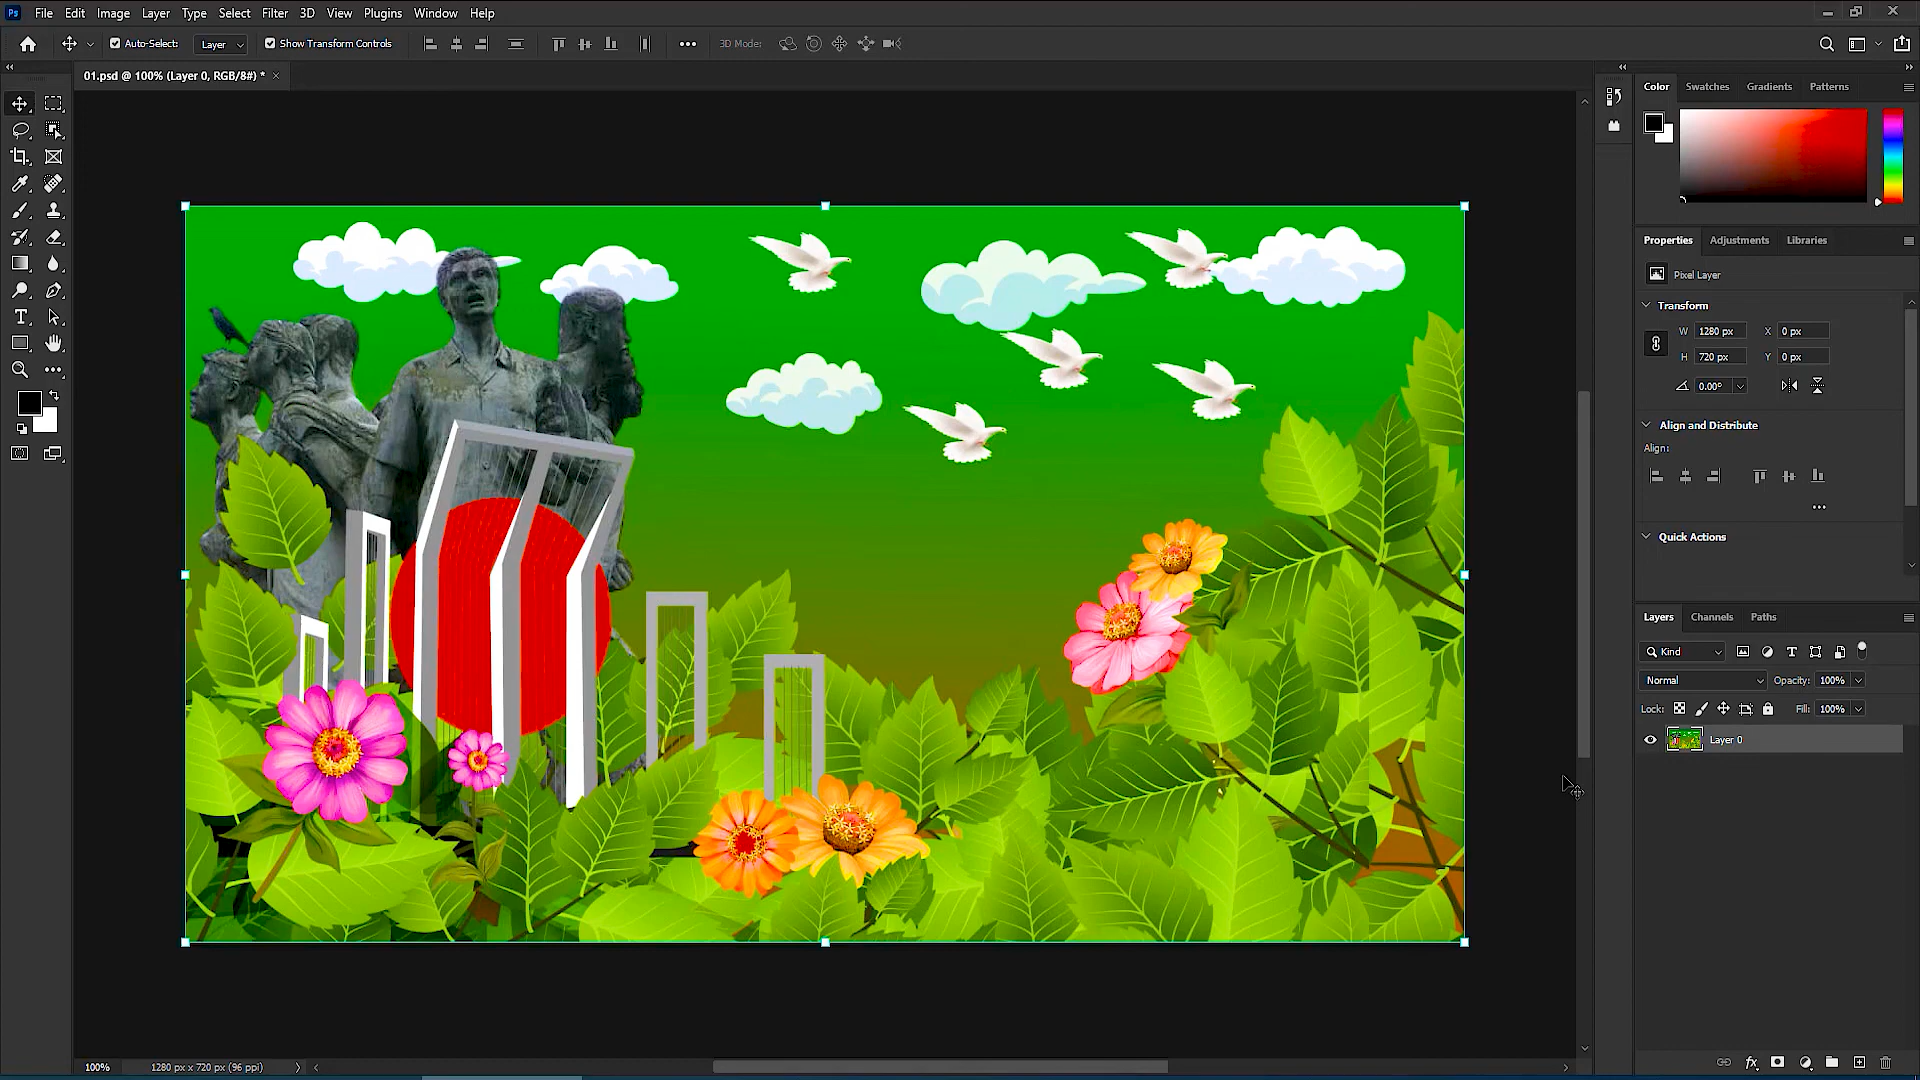 Ps File Edit Image Layer Type Select Filter 3D View Plugins Window Help
Auto-Select: Layer Show Transform Controls 3D Mode:
01.psd @ 100% (Layer 0, RGB/8#) *
Color Swatches Gradients Patterns
Properties Adjustments Libraries
Pixel Layer
Transform
W 1280 px X 0 px
H 720 px Y 0 px
0.00°
Align and Distribute
Align:
Quick Actions
Layers Channels Paths
Kind
Normal Opacity: 100%
Lock: Fill: 100%
Layer 0
100% 1280 px x 720 px (96 ppi)